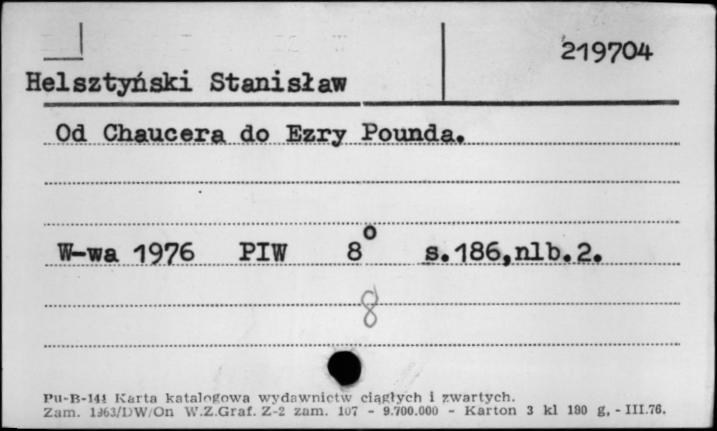 219704
Helsztyński Stanisław
Od Chaucera do Ezry Pounda.
W-wa 1976 PIW 8° s.186,nlb.2.
8
Pu-B-141 Karta katalogowa wydawnictw ciągłych i zwartych.
Zam. 1363/DW/On W.Z.Graf. Z-2 zam. 107 - 9.700.000 - Karton 3 kl 180 g, - III.76.